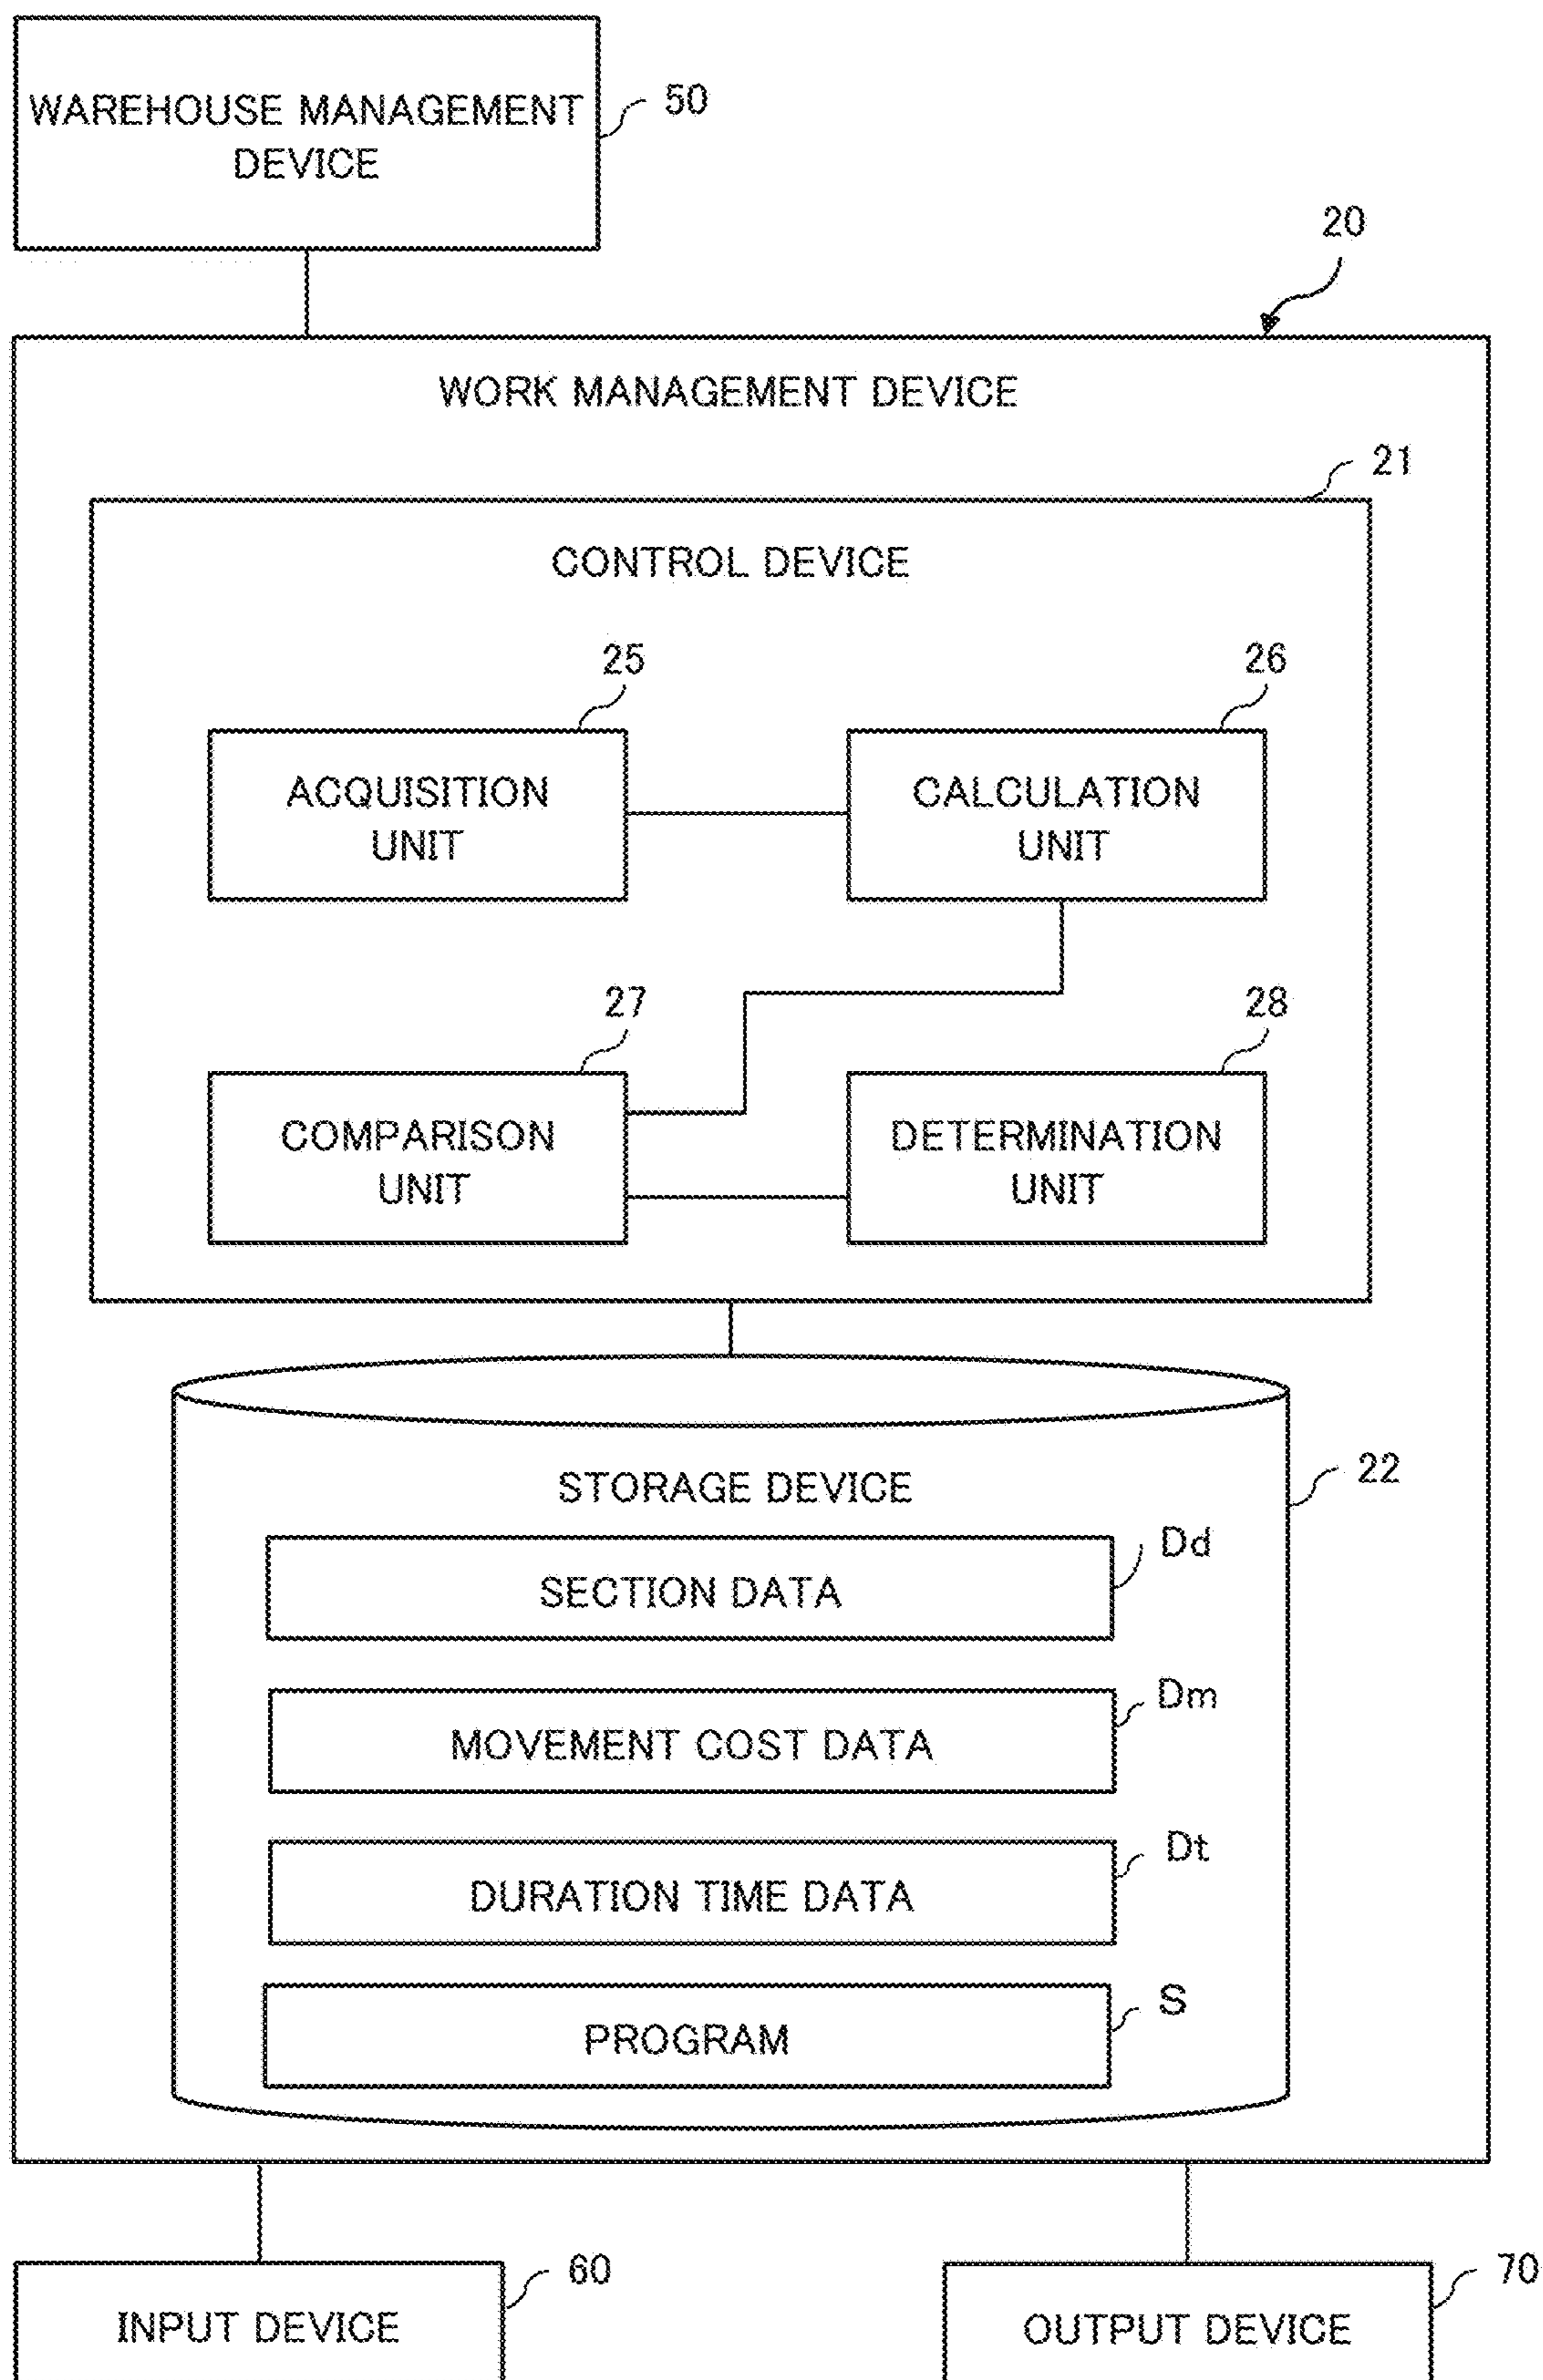 WAREHOUSE MANAGEMENT
DEVICE
50
20
WORK MANAGEMENT DEVICE
21
CONTROL DEVICE
25
26
ACQUISITION
UNIT
CALCULATION
UNIT
27
28
COMPARISON
UNIT
DETERMINATION
UNIT
STORAGE DEVICE
22
Dd
SECTION DATA
Dm
MOVEMENT COST DATA
Dt
DURATION TIME DATA
S
PROGRAM
60
INPUT DEVICE
70
OUTPUT DEVICE